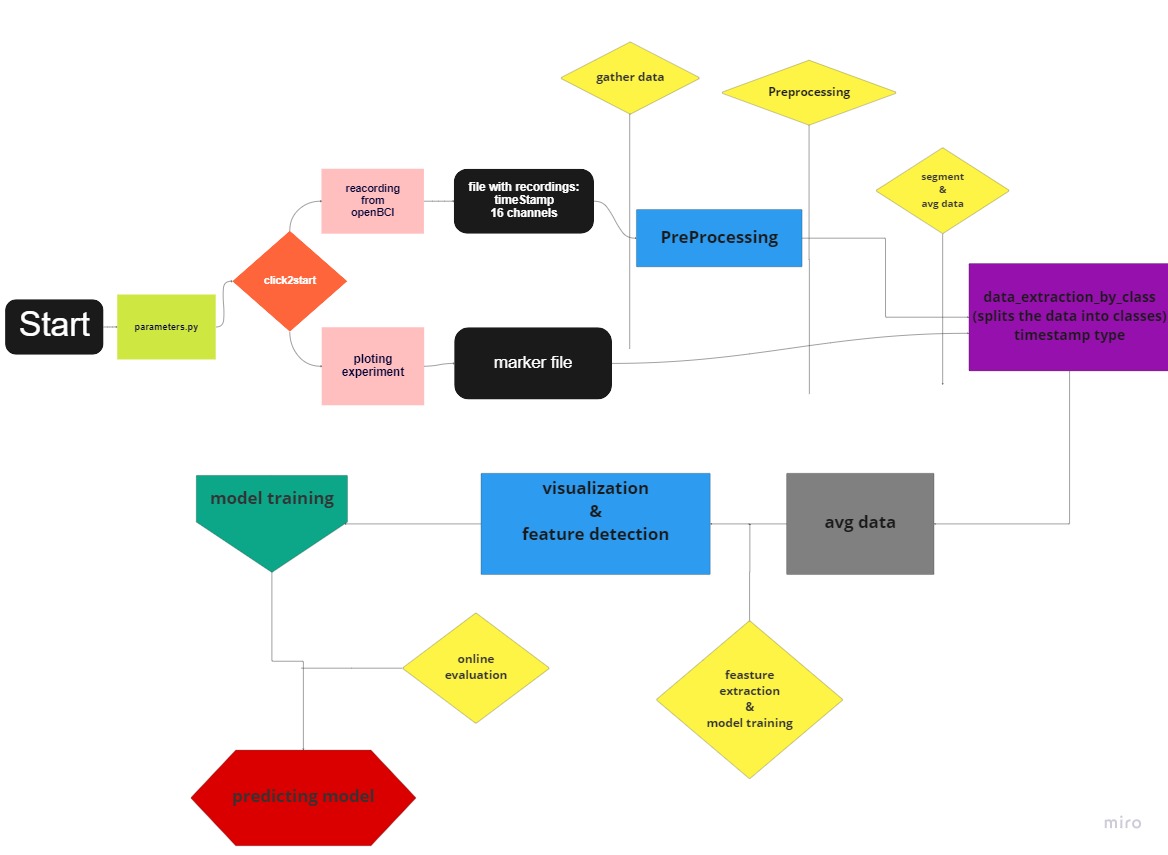 gather data
Preprocessing
segment
&
avg data
reacording
from
openBCI
file with recordings:
timeStamp
16 channels
PreProcessing
click2start
data_extraction_by_class
(splits the data into classes)
timestamp type
Start
parameters.py
ploting
experiment
marker file
model training
visualization
&
feature detection
avg data
online
evaluation
feasture
extraction
&
model training
predicting model
miro